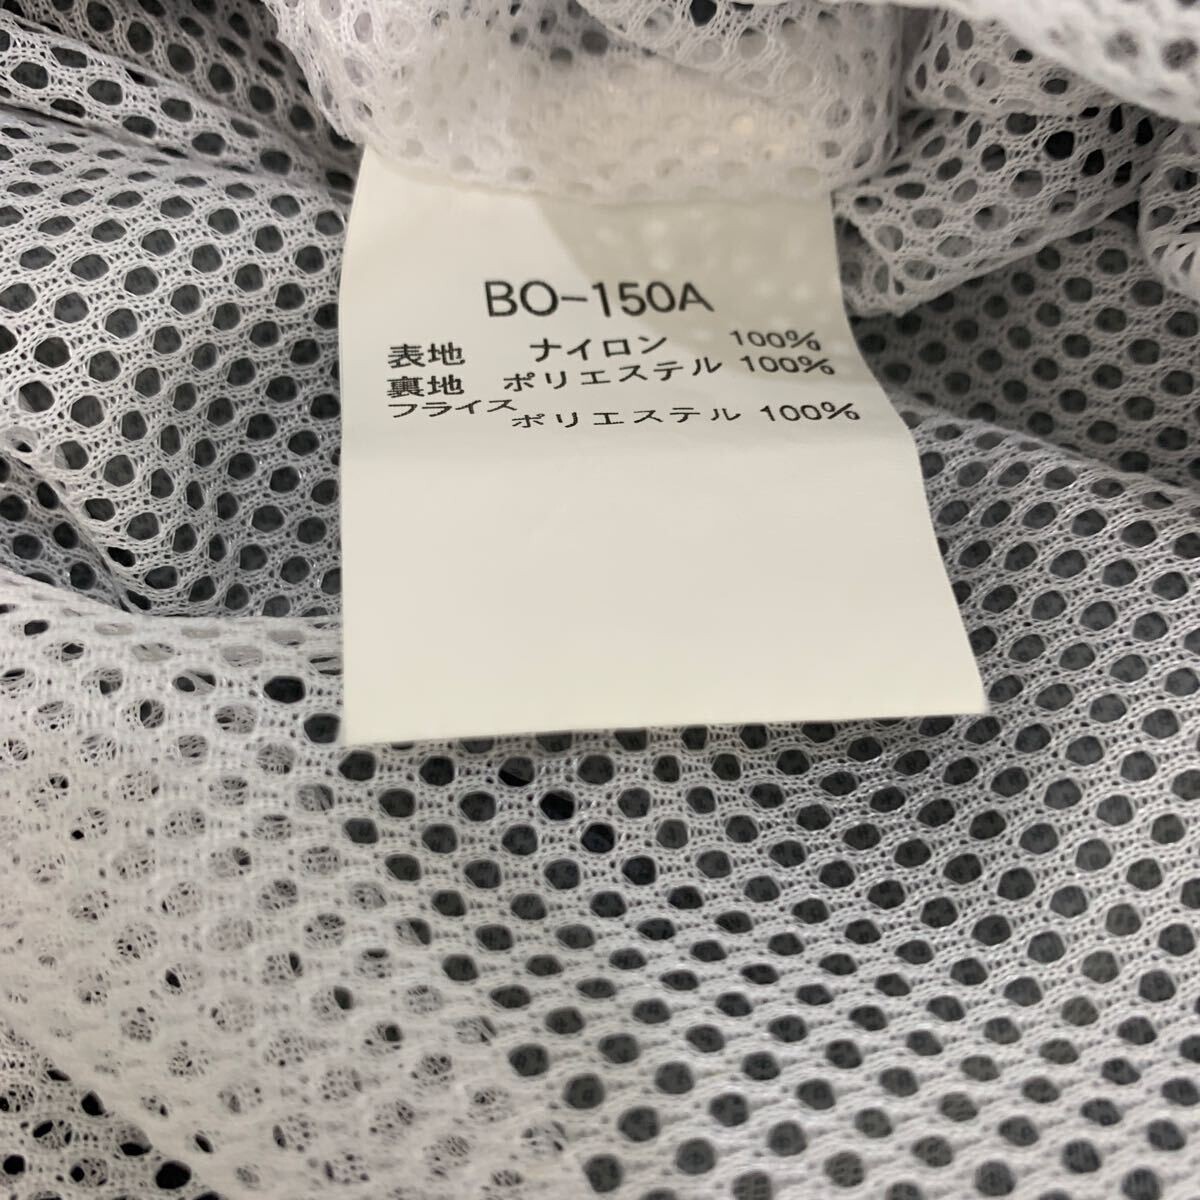 BO-150A
表地 ナイロン 100%
裏地 ポリエステル 100%
フライス
ポリエステル 100%